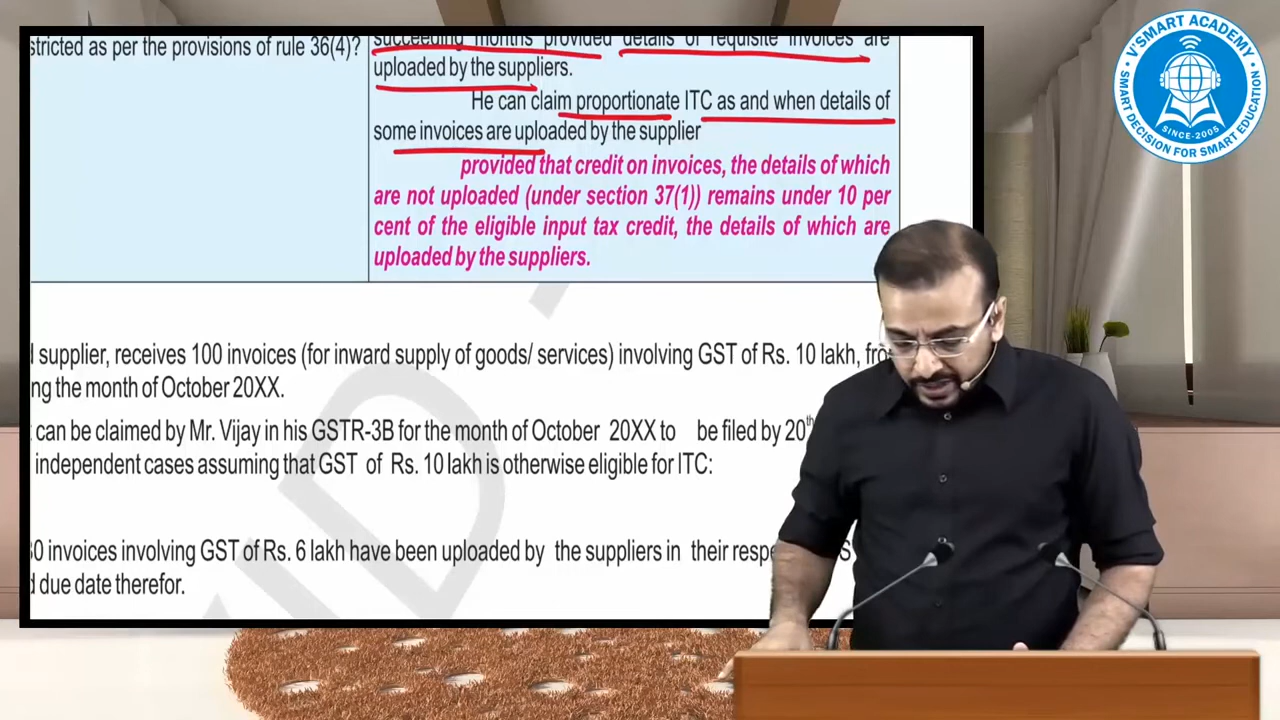 stricted as per the provisions of rule 36(4)?
succeeding months provided details of requisite invoices are
uploaded by the suppliers.
He can claim proportionate ITC as and when details of
some invoices are uploaded by the supplier
provided that credit on invoices, the details of which
are not uploaded (under section 37(1)) remains under 10 per
cent of the eligible input tax credit, the details of which are
uploaded by the suppliers.
supplier, receives 100 invoices (for inward supply of goods/ services) involving GST of Rs. 10 lakh,
ng the month of October 20XX.
can be claimed by Mr. Vijay in his GSTR-3B for the month of October 20XX to be filed by 20th
independent cases assuming that GST of Rs. 10 lakh is otherwise eligible for ITC:
80 invoices involving GST of Rs. 6 lakh have been uploaded by the suppliers in their
due date therefor.
V'SMART ACADEMY
SINCE-2005
SMART DECISION FOR SMART EDUCATION